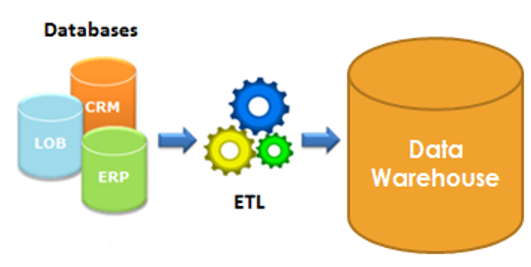 Databases
CRM
LOB
ERP
ETL
Data
Warehouse